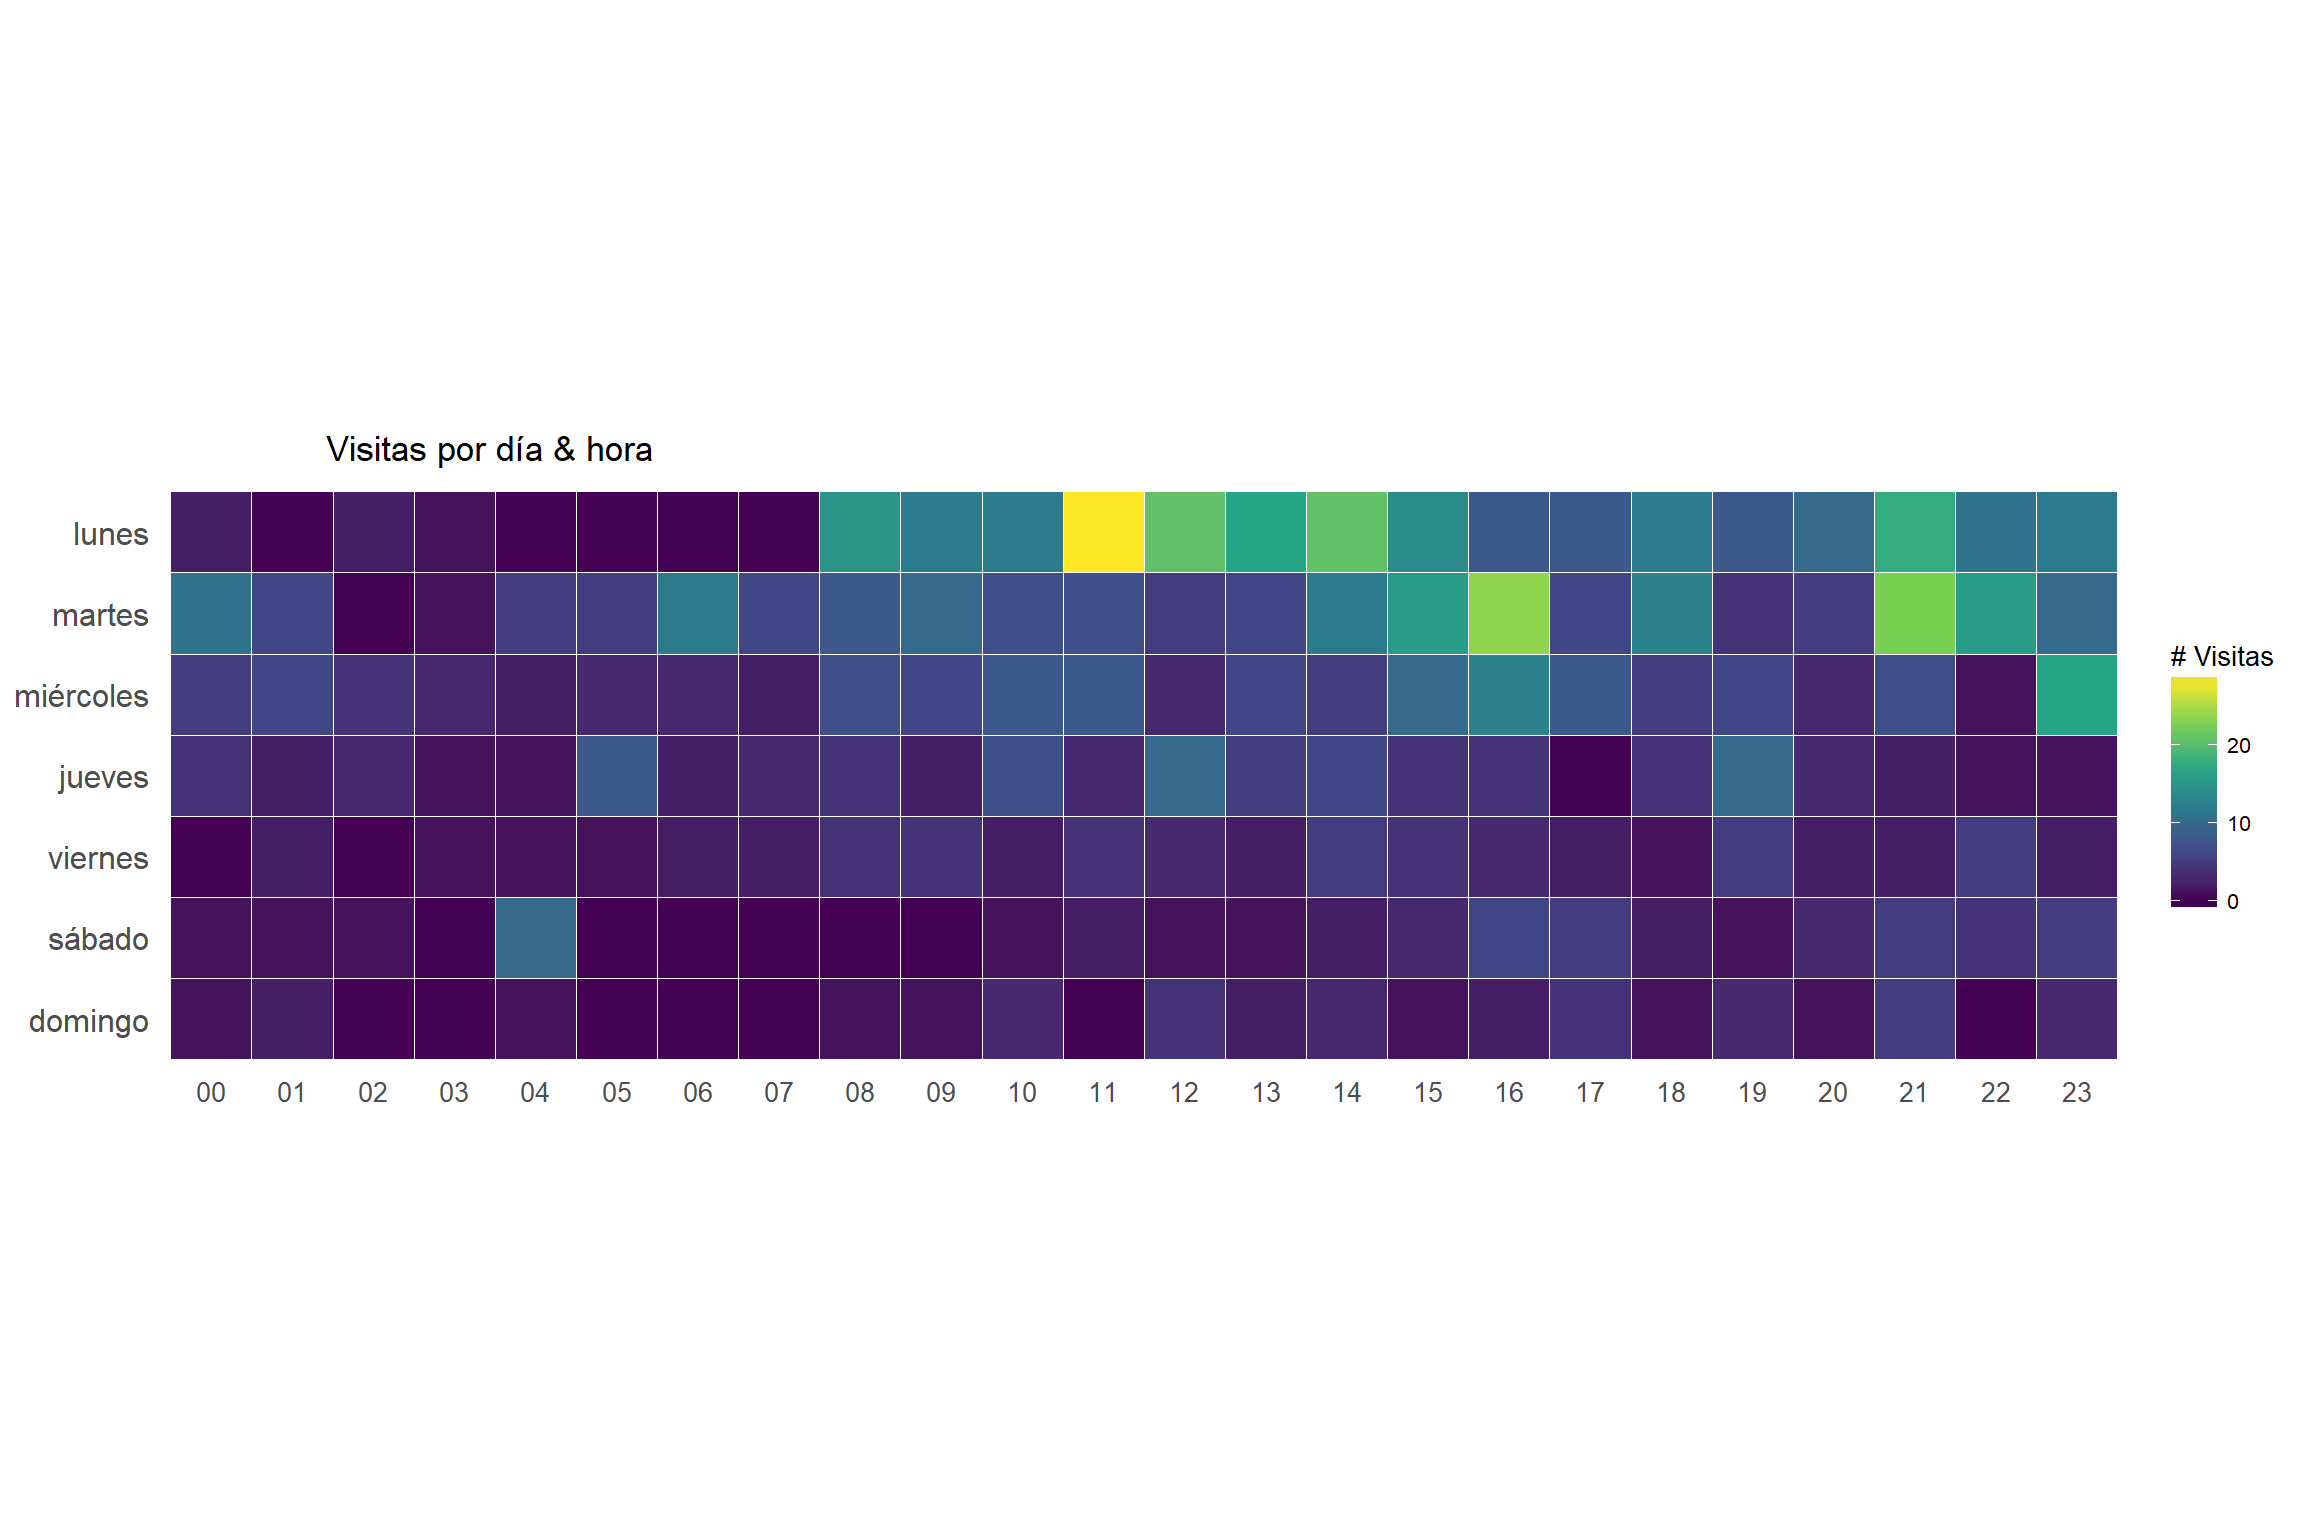 Visitas por día & hora
lunes
martes
miércoles
jueves
viernes
sábado
domingo
00 01 02 03 04 05 06 07 08 09 10 11 12 13 14 15 16 17 18 19 20 21 22 23
# Visitas
20
10
0